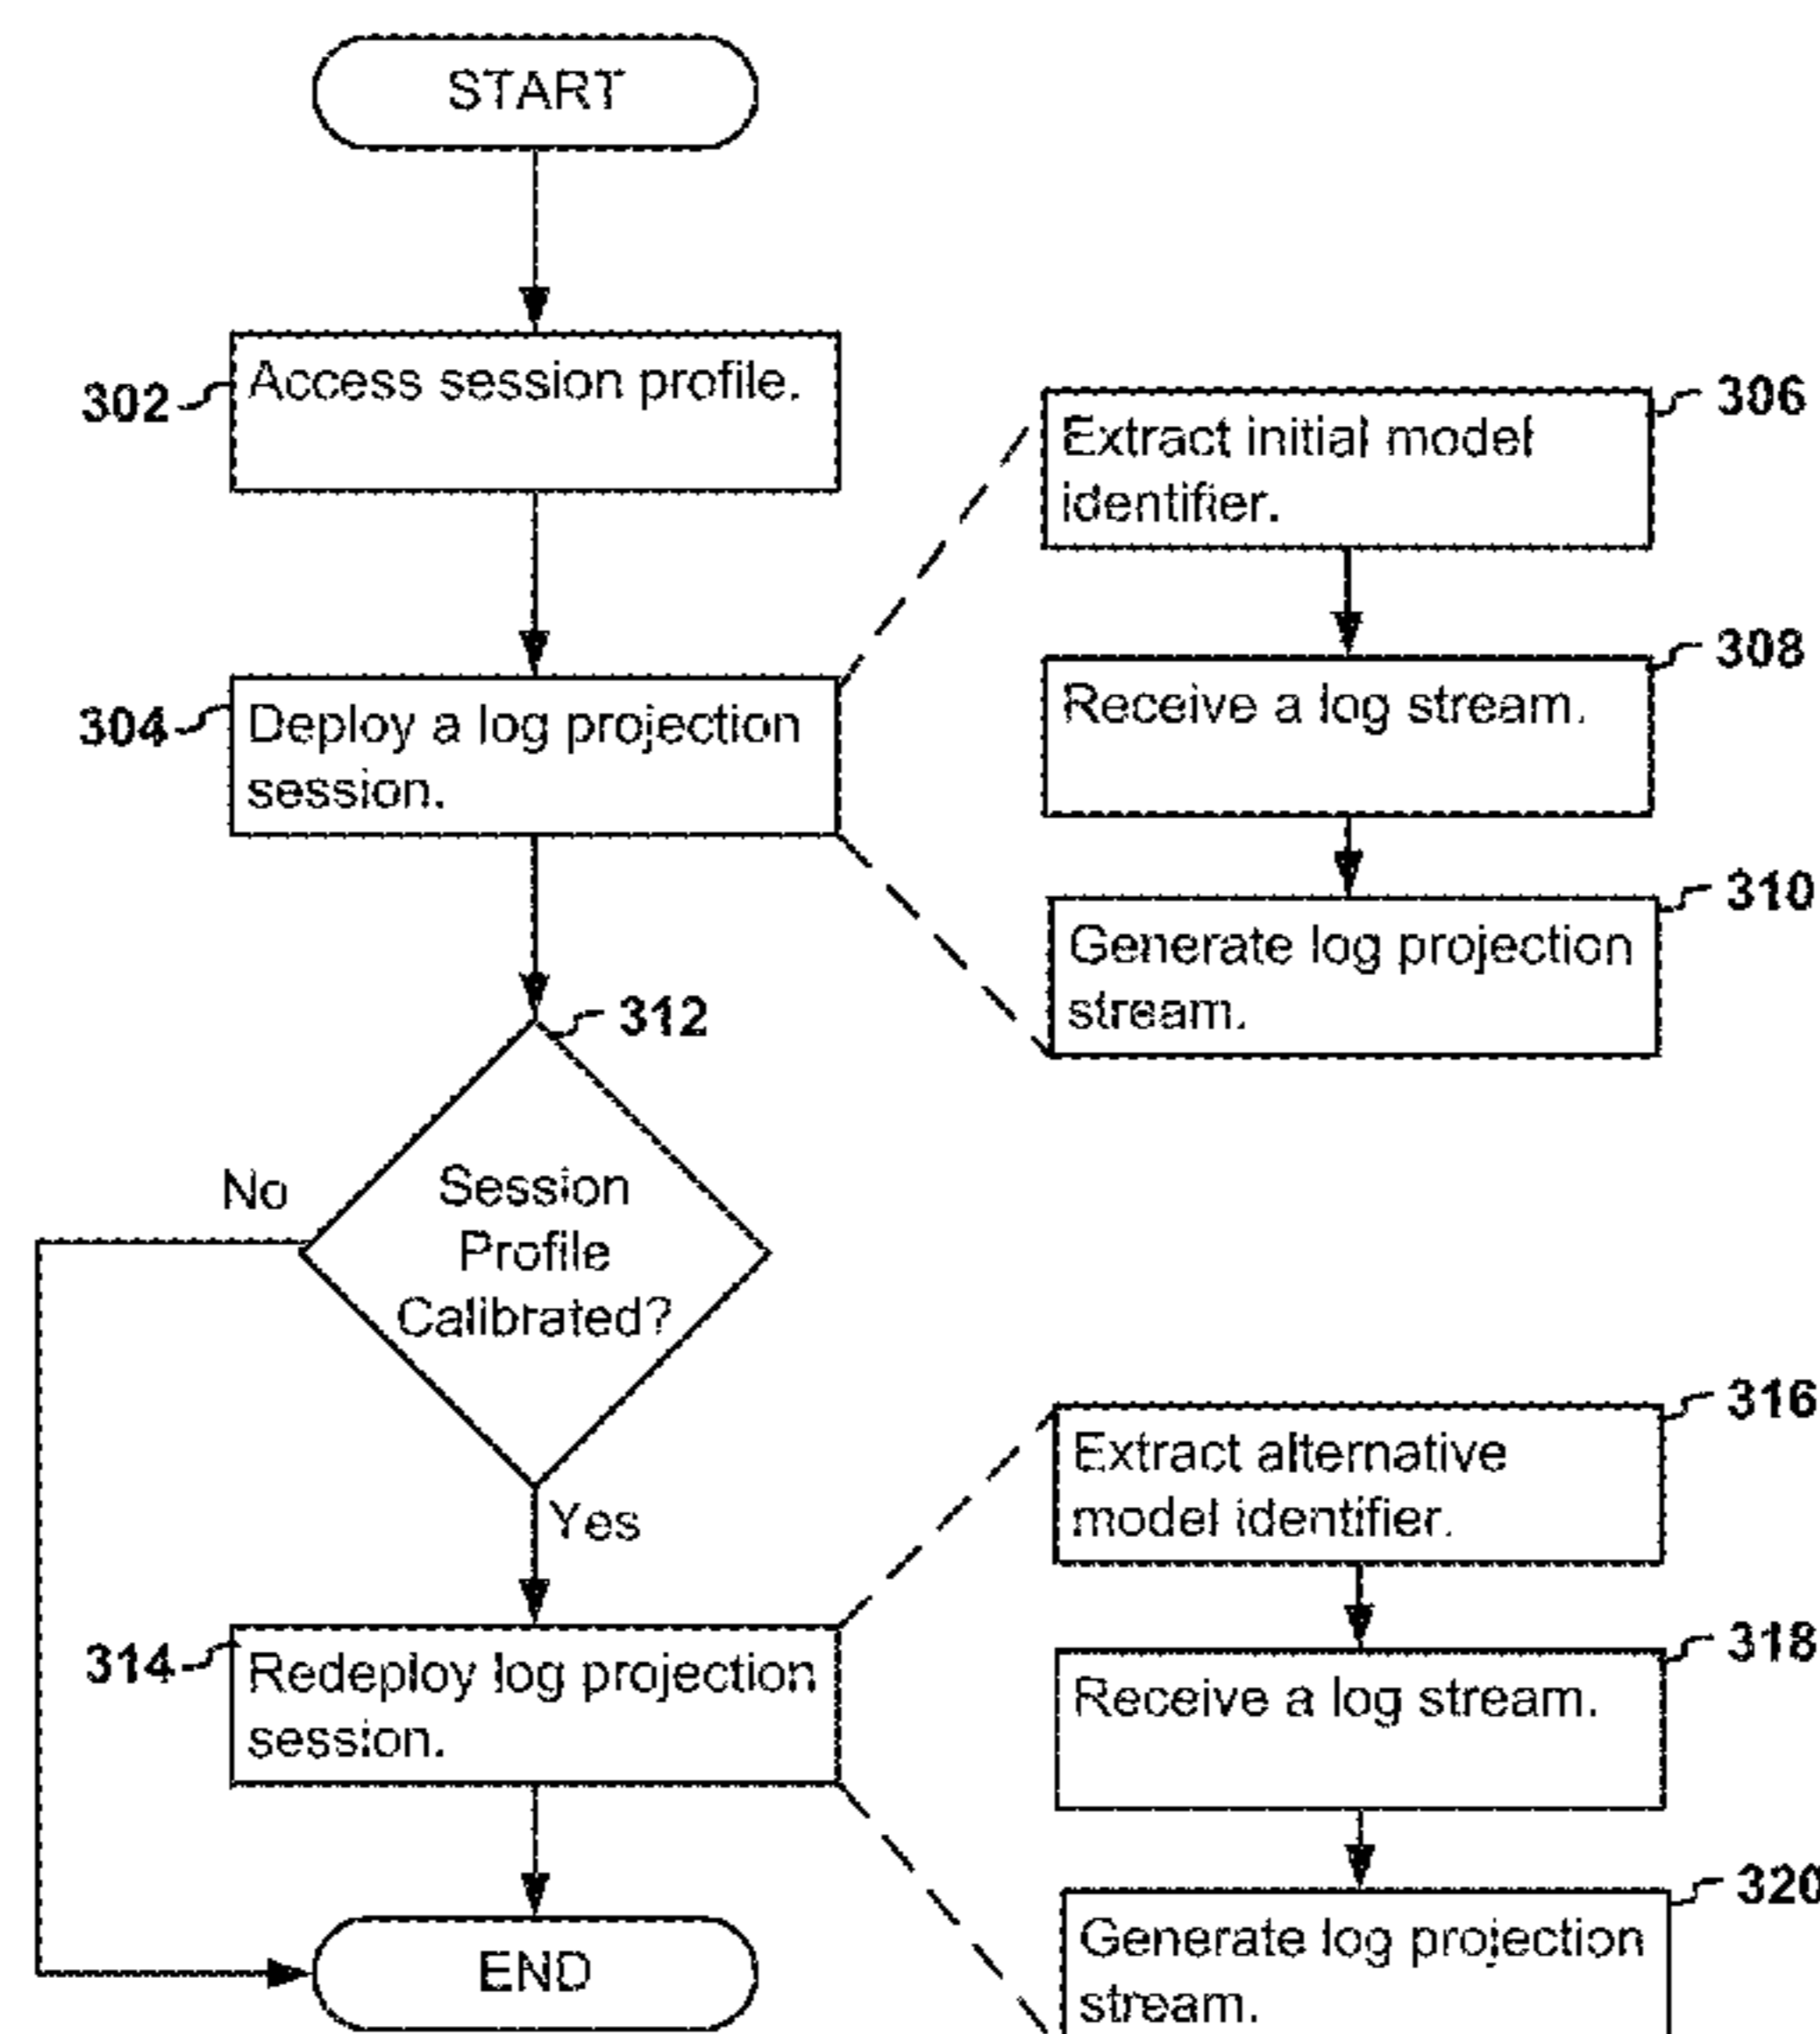 START
302
Access session profile.
304
Deploy a log projection
session.
306
Extract initial model
identifier.
308
Receive a log stream.
310
Generate log projection
stream.
312
Session
Profile
Calibrated?
No
Yes
314
Redeploy log projection
session.
316
Extract alternative
model identifier.
318
Receive a log stream.
320
Generate log projection
stream.
END